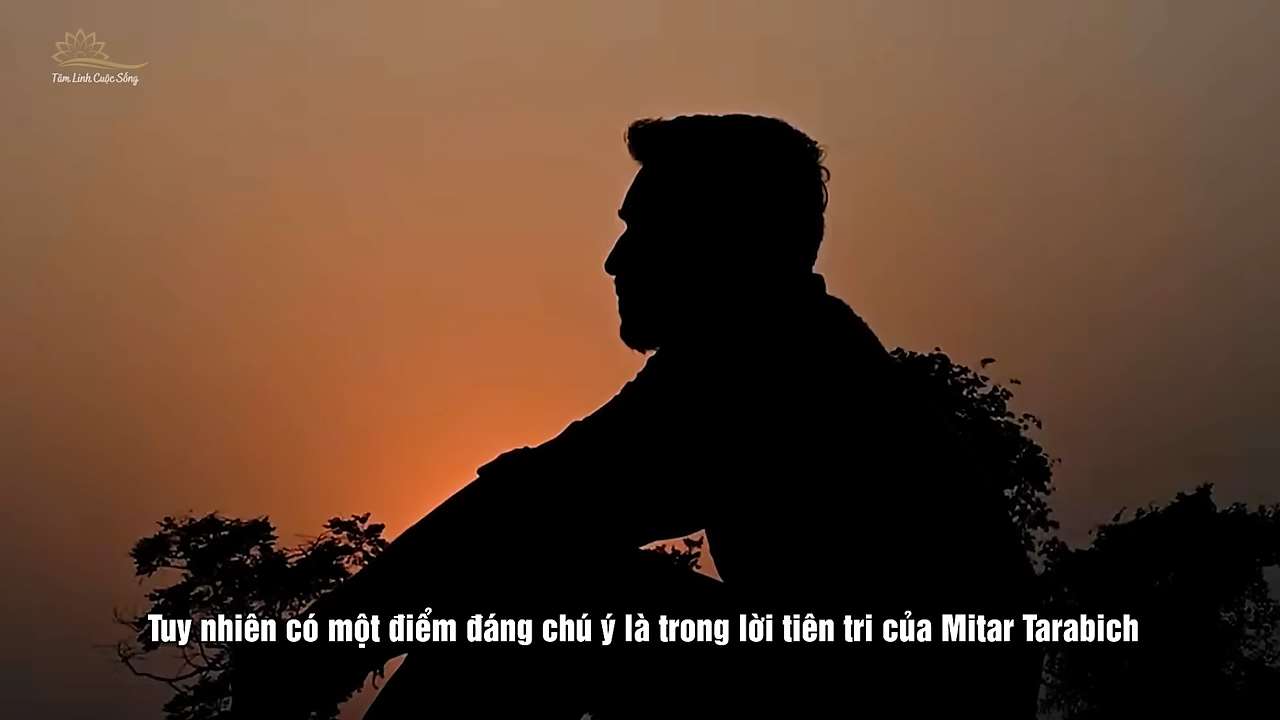 Tâm Linh Cuộc Sống
Tuy nhiên có một điểm đáng chú ý là trong lời tiên tri của Mitar Tarabich